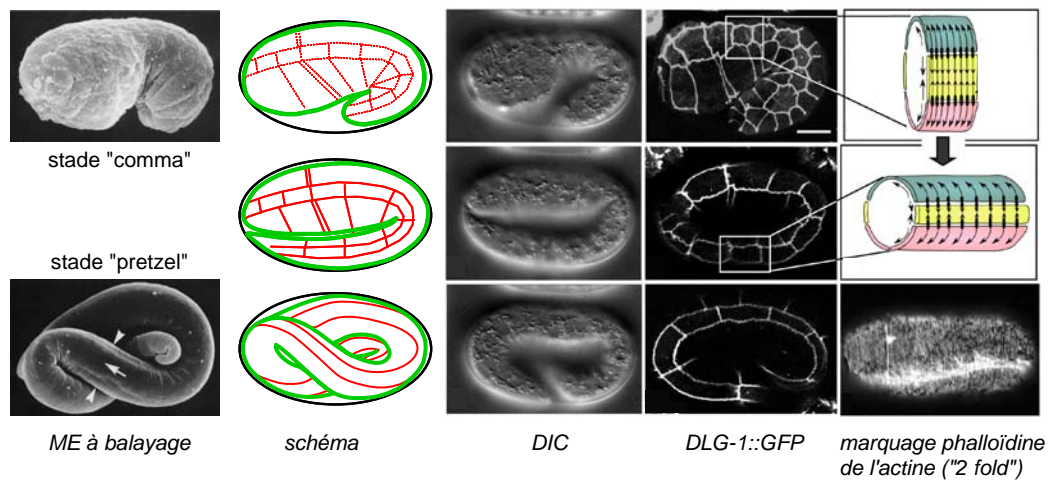 stade "comma"
stade "pretzel"
ME à balayage
schéma
DIC
DLG-1::GFP
marquage phalloïdine
de l'actine ("2 fold")